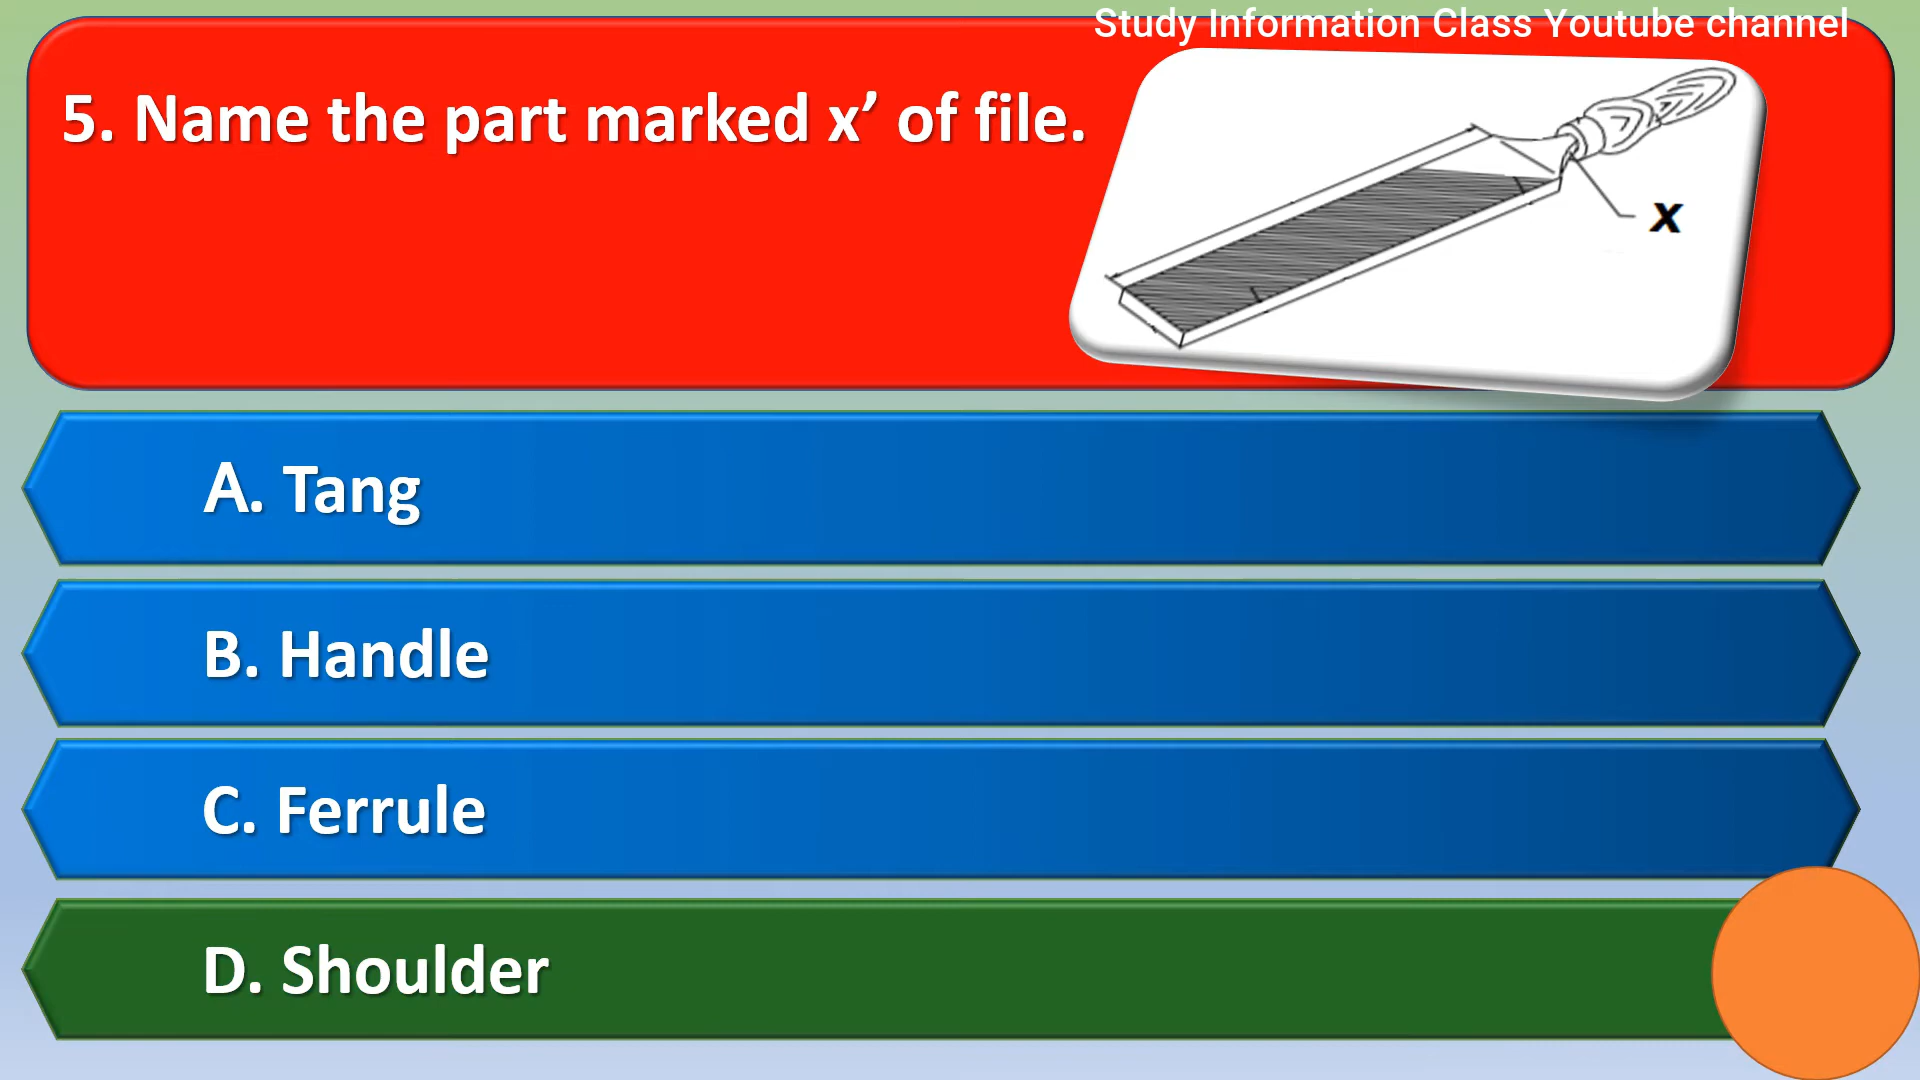 Study Information Class Youtube channel
5. Name the part marked x’ of file.
x
A. Tang
B. Handle
C. Ferrule
D. Shoulder